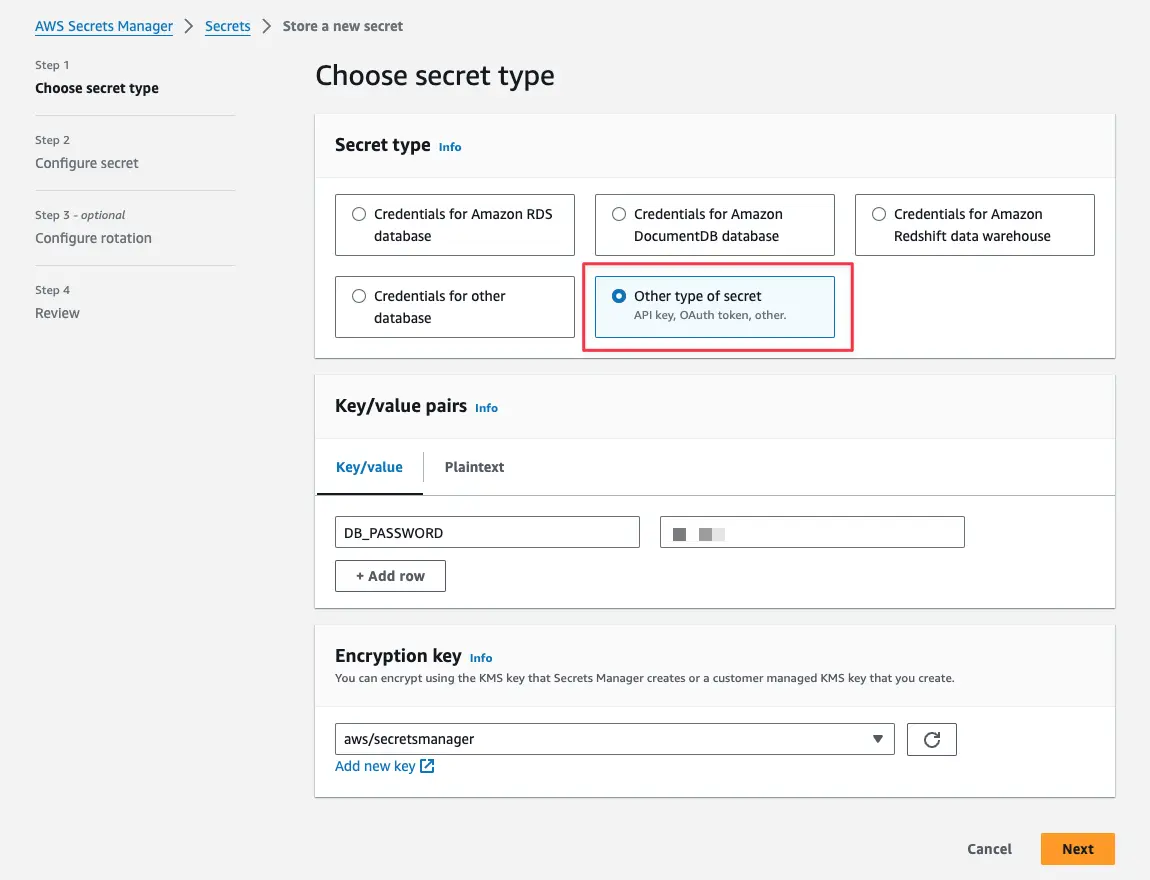 AWS Secrets Manager > Secrets > Store a new secret
Step 1
Choose secret type
Step 2
Configure secret
Step 3 - optional
Configure rotation
Step 4
Review
Choose secret type
Secret type Info
Credentials for Amazon RDS
database
Credentials for Amazon
DocumentDB database
Credentials for Amazon
Redshift data warehouse
Credentials for other
database
Other type of secret
API key, OAuth token, other.
Key/value pairs Info
Key/value Plaintext
DB_PASSWORD
+ Add row
Encryption key Info
You can encrypt using the KMS key that Secrets Manager creates or a customer managed KMS key that you create.
aws/secretsmanager
Add new key
Cancel Next